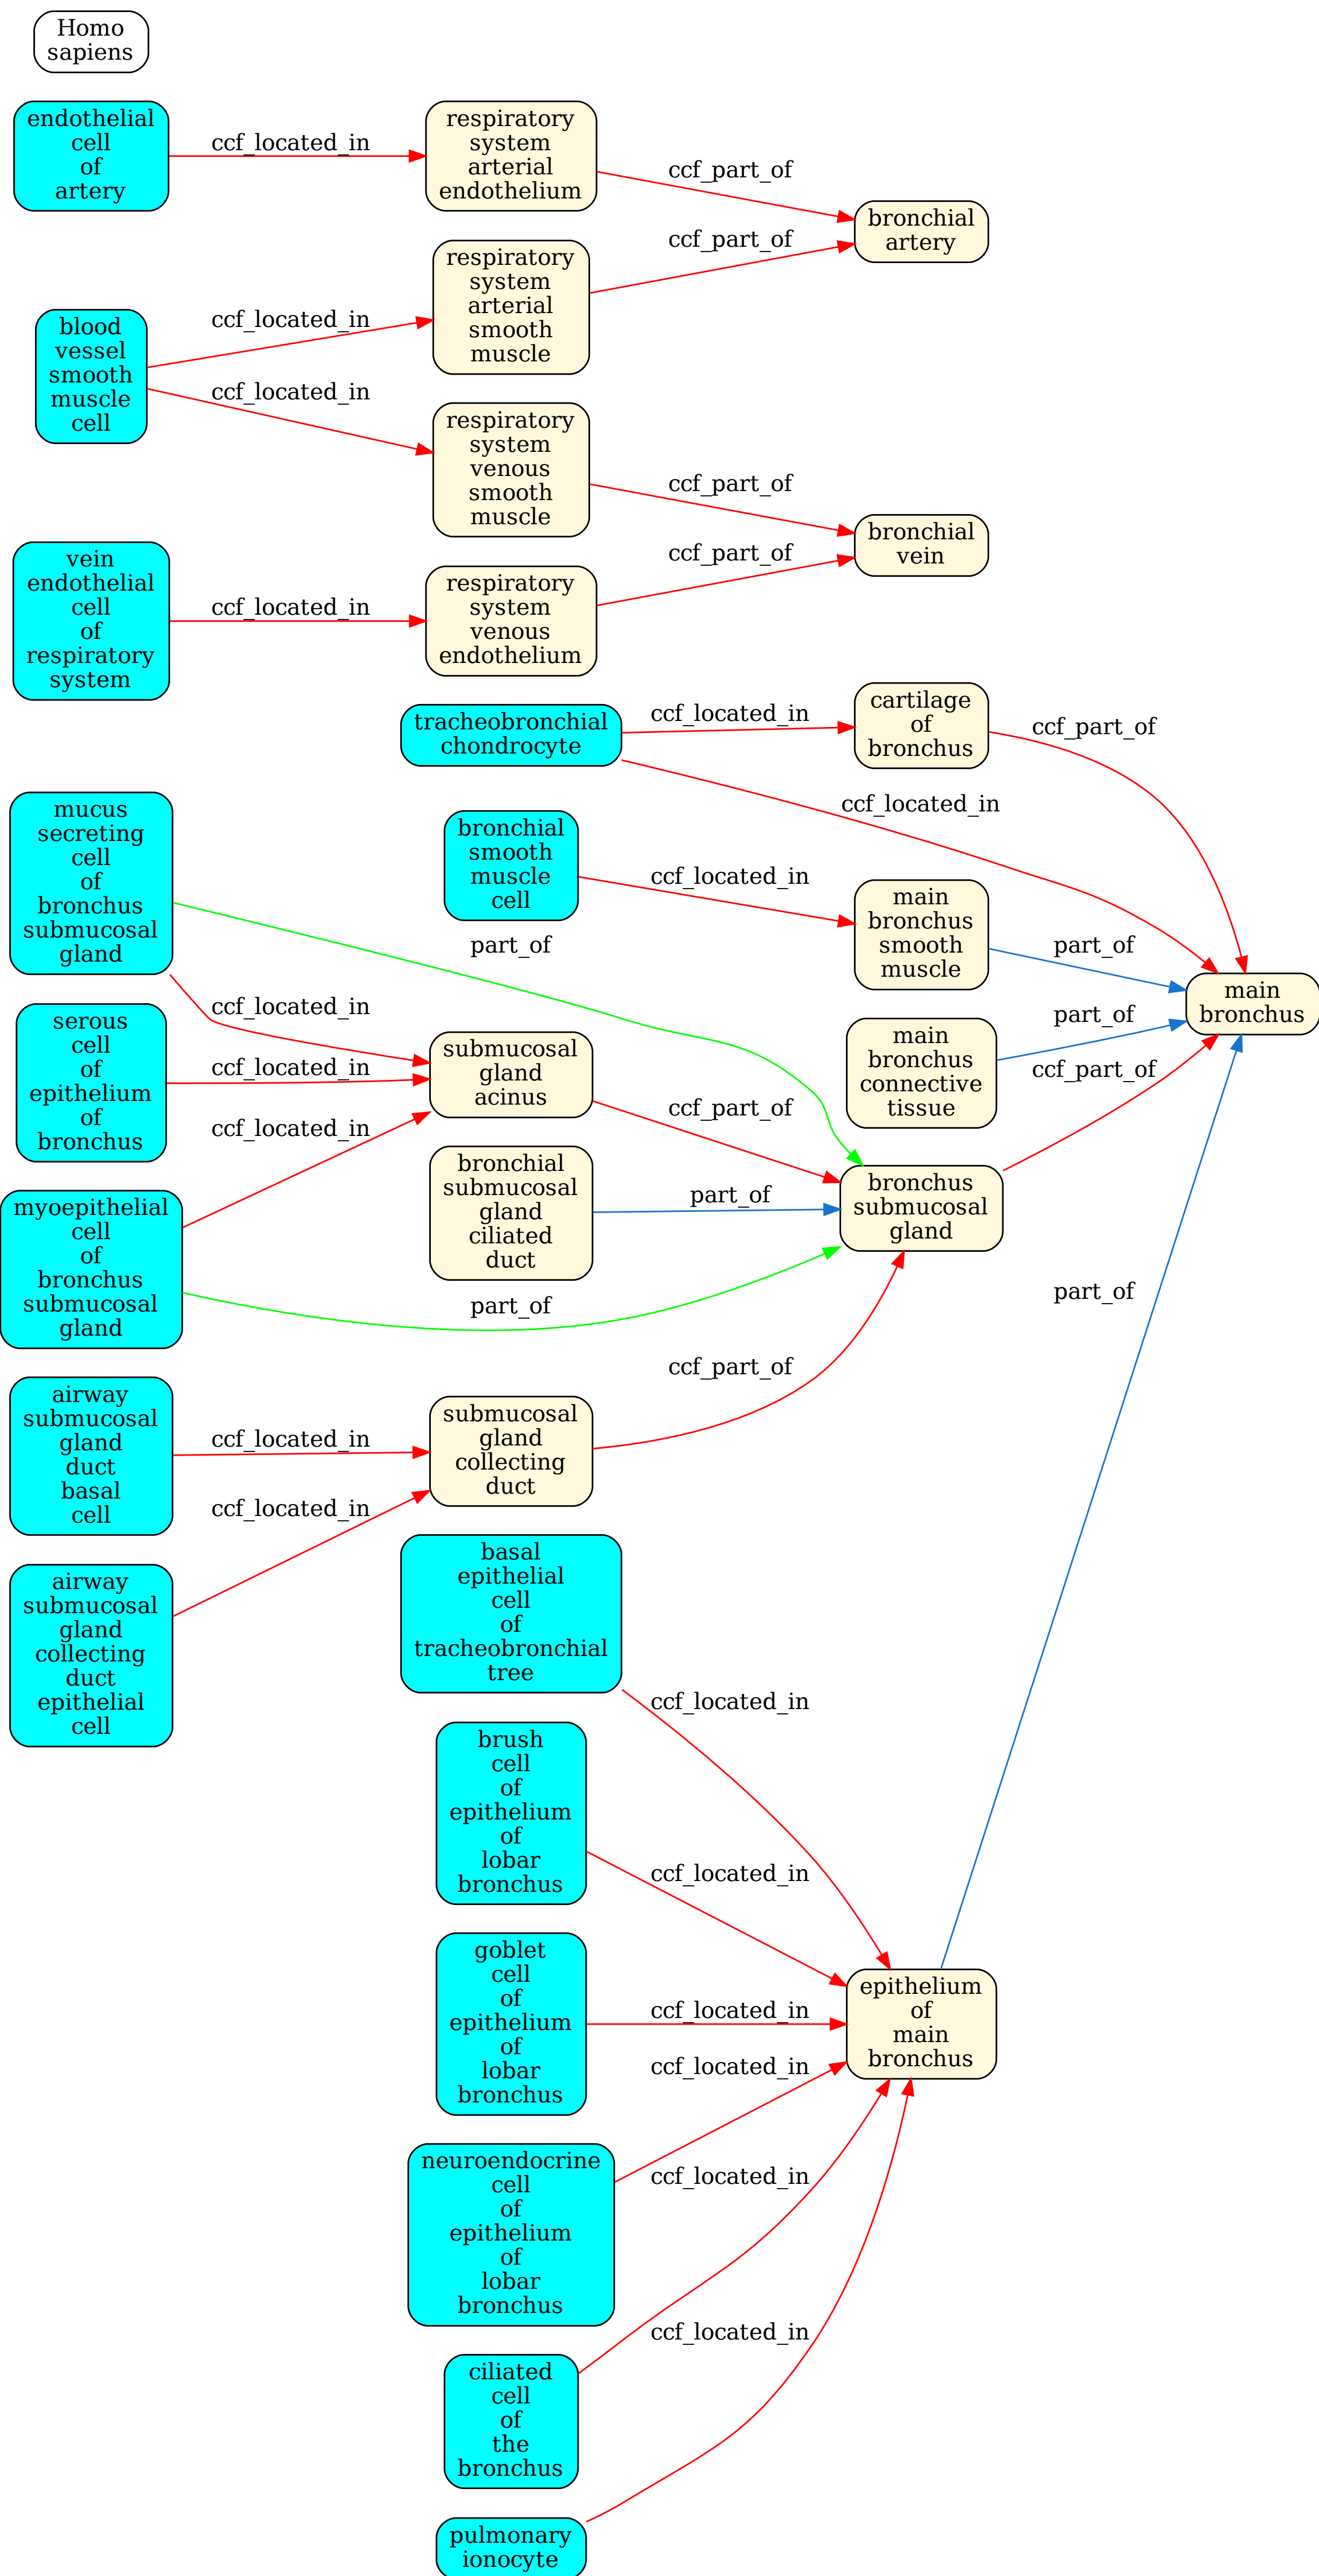 Homo
sapiens
endothelial
cell
of
artery
ccf_located_in
respiratory
system
arterial
endothelium
ccf_part_of
bronchial
artery
ccf_part_of
respiratory
system
arterial
smooth
muscle
blood
vessel
smooth
muscle
cell
ccf_located_in
ccf_located_in
respiratory
system
venous
smooth
muscle
ccf_part_of
bronchial
vein
ccf_part_of
vein
endothelial
cell
of
respiratory
system
ccf_located_in
respiratory
system
venous
endothelium
tracheobronchial
chondrocyte
ccf_located_in
cartilage
of
bronchus
ccf_part_of
ccf_located_in
mucus
secreting
cell
of
bronchus
submucosal
gland
bronchial
smooth
muscle
cell
ccf_located_in
main
bronchus
smooth
muscle
part_of
part_of
main
bronchus
ccf_located_in
serous
cell
of
epithelium
of
bronchus
ccf_located_in
submucosal
gland
acinus
main
bronchus
connective
tissue
part_of
ccf_part_of
ccf_located_in
ccf_part_of
myoepithelial
cell
of
bronchus
submucosal
gland
bronchial
submucosal
gland
ciliated
duct
part_of
bronchus
submucosal
gland
part_of
part_of
ccf_part_of
airway
submucosal
gland
duct
basal
cell
ccf_located_in
submucosal
gland
collecting
duct
ccf_located_in
airway
submucosal
gland
collecting
duct
epithelial
cell
basal
epithelial
cell
of
tracheobronchial
tree
ccf_located_in
brush
cell
of
epithelium
of
lobar
bronchus
ccf_located_in
goblet
cell
of
epithelium
of
lobar
bronchus
ccf_located_in
epithelium
of
main
bronchus
ccf_located_in
neuroendocrine
cell
of
epithelium
of
lobar
bronchus
ccf_located_in
ciliated
cell
of
the
bronchus
ccf_located_in
pulmonary
ionocyte